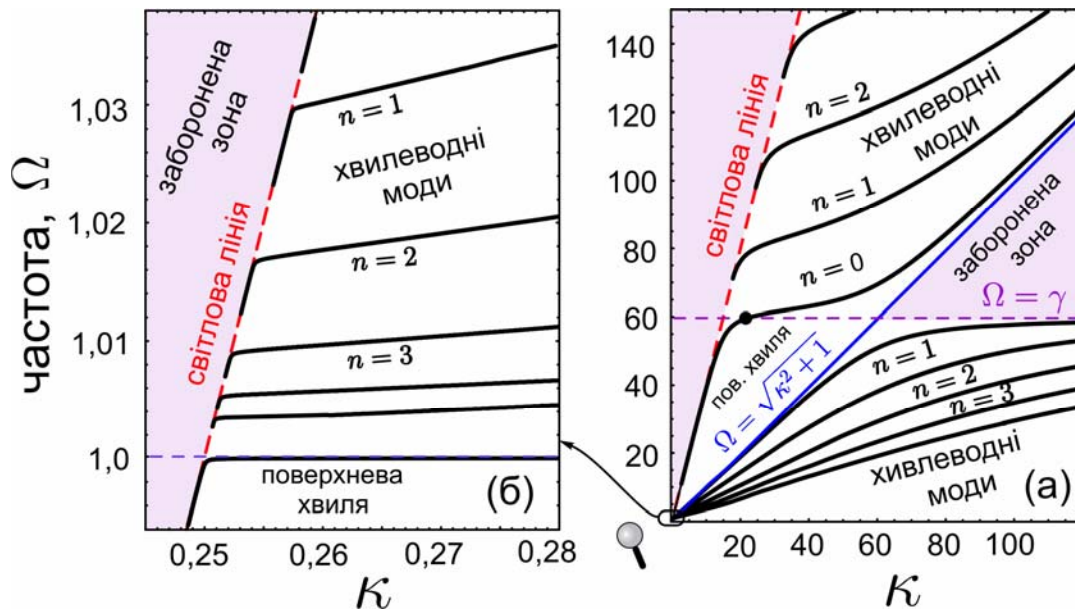 частота, Ω
1,03
1,02
1,01
1,0
заборонена
зона
світлова лінія
n = 1
хвилеводні
моди
n = 2
n = 3
поверхнева
хвиля
(б)
0,25
0,26
0,27
0,28
κ
140
120
100
80
60
40
20
світлова лінія
n = 2
хвилеводні
моди
n = 1
n = 0
заборонена
зона
Ω = γ
пов. хвиля
Ω = √κ² + 1
n = 1
n = 2
n = 3
хивлеводні
моди
(а)
20
40
60
80
100
κ